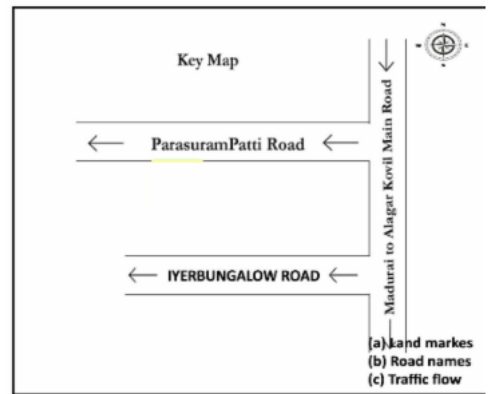 Key Map
ParasuramPatti Road
Madurai to Alagar Kovil Main Road
IYERBUNGALOW ROAD
(a) Land markes
(b) Road names
(c) Traffic flow